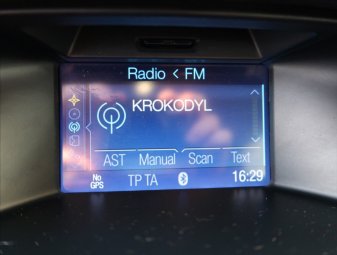 Radio < FM
KROKODYL
AST Manual Scan Text
No GPS TP TA 16:29